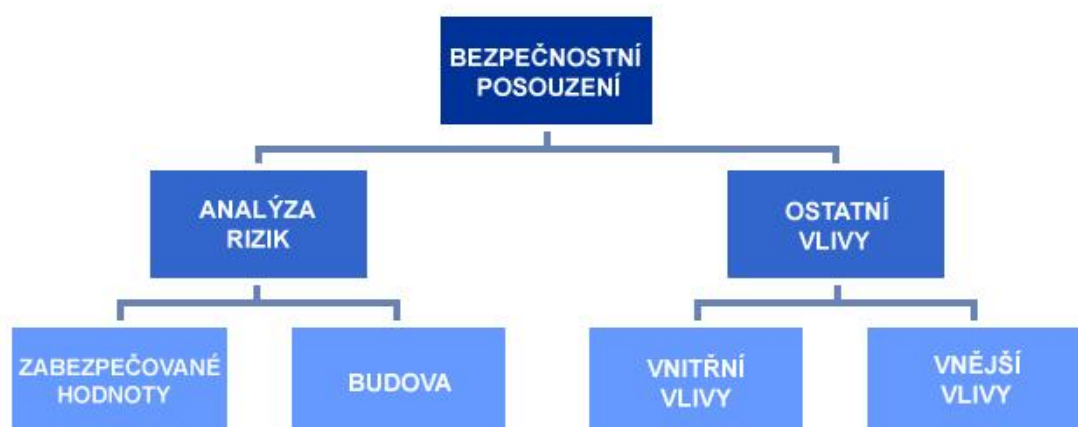 BEZPEČNOSTNÍ
POSOUZENÍ
ANALÝZA
RIZIK
OSTATNÍ
VLIVY
ZABEZPEČOVANÉ
HODNOTY
BUDOVA
VNITŘNÍ
VLIVY
VNĚJŠÍ
VLIVY